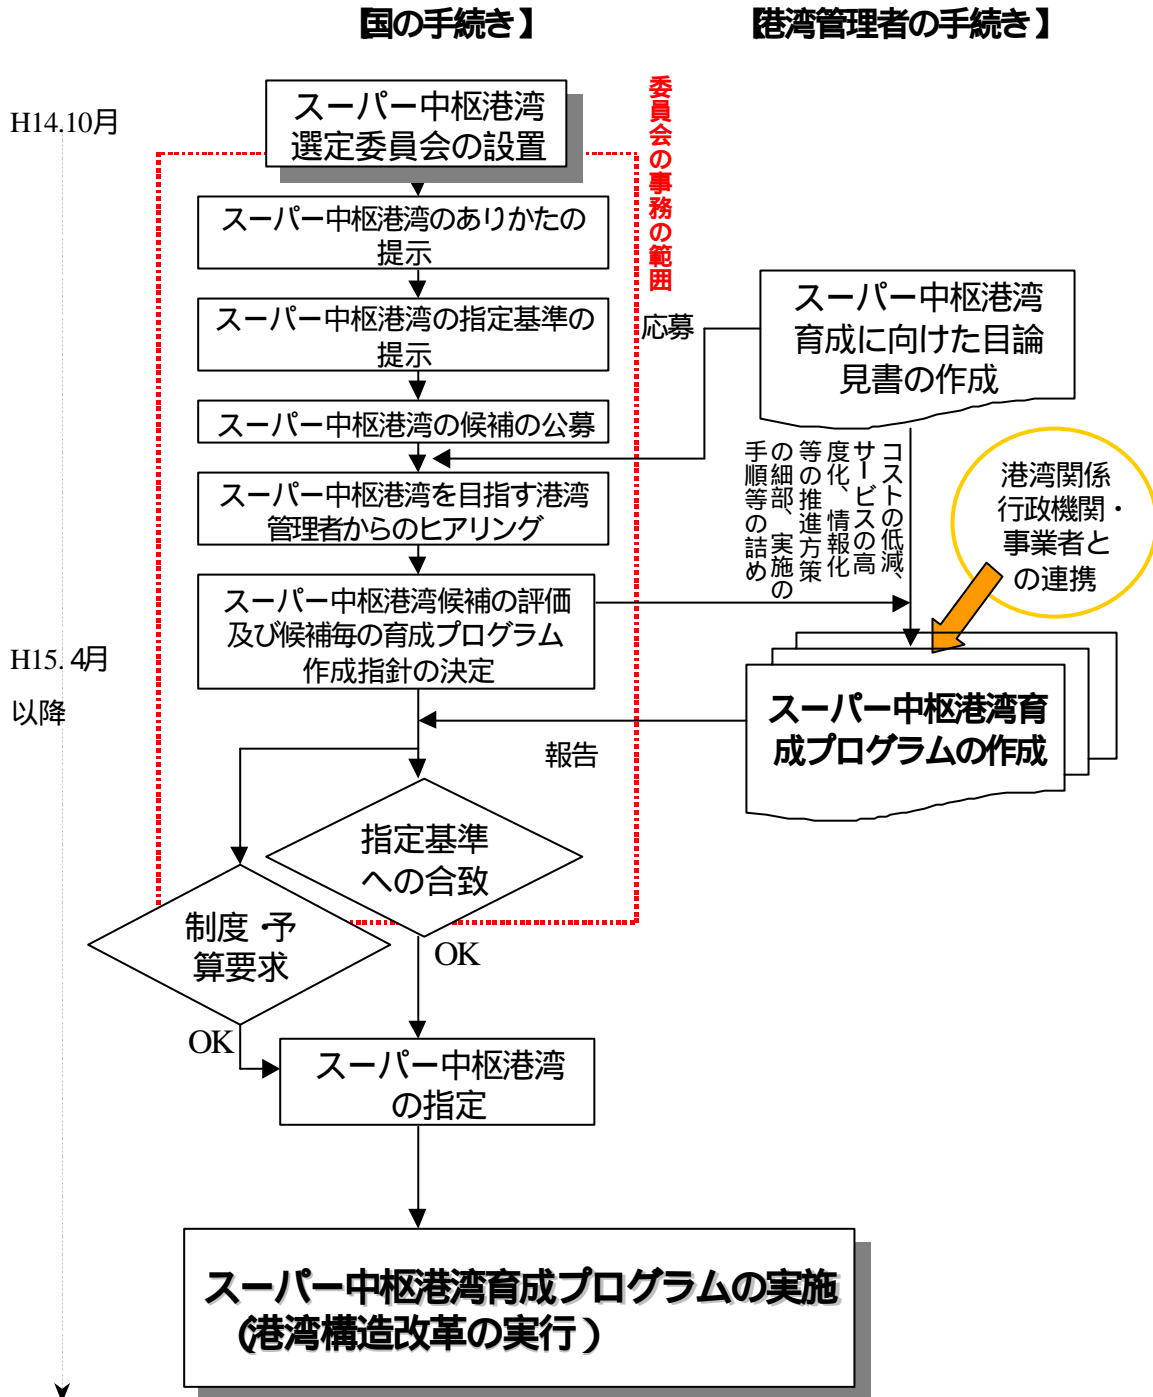 【国の手続き】
【港湾管理者の手続き】
H14.10月
スーパー中枢港湾
選定委員会の設置
委員会の事務の範囲
スーパー中枢港湾のありかたの
提示
スーパー中枢港湾の指定基準の
提示
応募
スーパー中枢港湾
育成に向けた目論
見書の作成
スーパー中枢港湾の候補の公募
スーパー中枢港湾を目指す港湾
管理者からのヒアリング
コストの低減、
サービスの高
度化、情報化
等の推進方策
の細部、実施の
手順等の詰め
港湾関係
行政機関・
事業者と
の連携
スーパー中枢港湾候補の評価
及び候補毎の育成プログラム
作成指針の決定
H15. 4月
以降
スーパー中枢港湾育
成プログラムの作成
報告
指定基準
への合致
制度・予
算要求
OK
OK
スーパー中枢港湾
の指定
スーパー中枢港湾育成プログラムの実施
(港湾構造改革の実行)